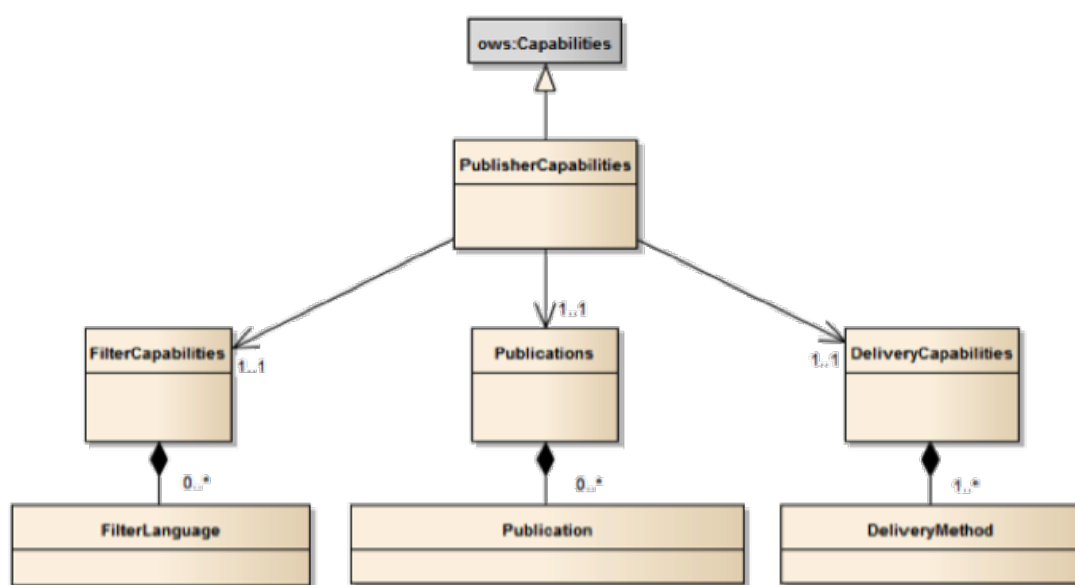 ows:Capabilities
PublisherCapabilities
1..1
FilterCapabilities
1..1
Publications
1..1
DeliveryCapabilities
0..*
0..*
1..*
FilterLanguage
Publication
DeliveryMethod